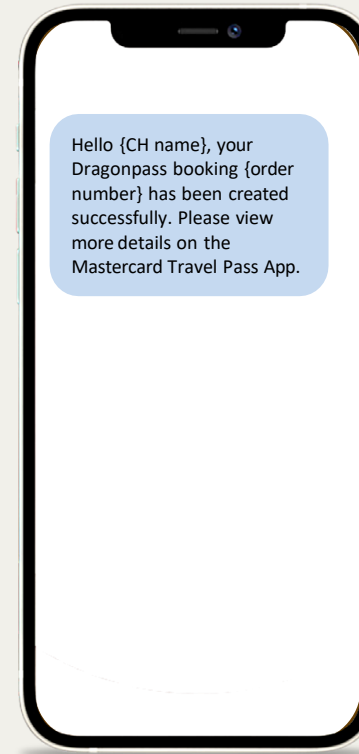 Hello {CH name}, your
Dragonpass booking {order
number} has been created
successfully. Please view
more details on the
Mastercard Travel Pass App.